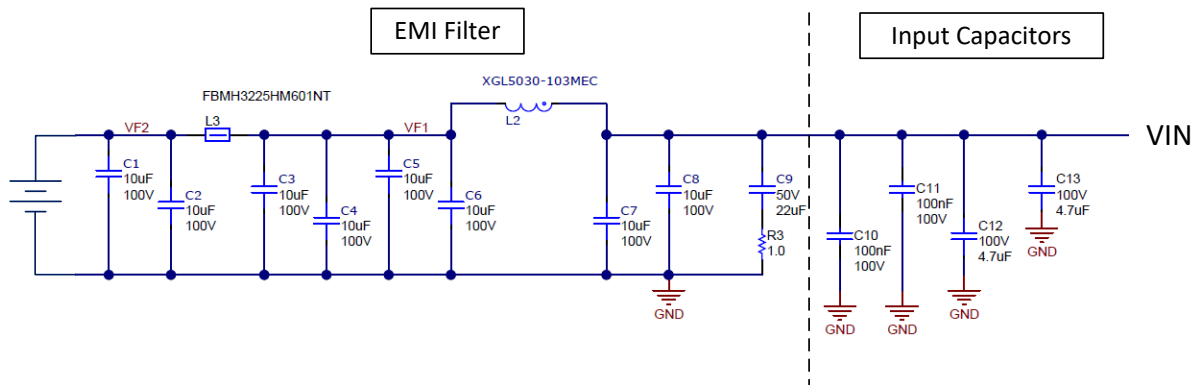 EMI Filter
Input Capacitors
XGL5030-103MEC
FBMH3225HM601NT
L2
VF2
L3
VF1
VIN
C1
10uF
100V
C2
10uF
100V
C3
10uF
100V
C4
10uF
100V
C5
10uF
100V
C6
10uF
100V
C7
10uF
100V
C8
10uF
100V
C9
50V
22uF
R3
1.0
GND
C10
100nF
100V
GND
C11
100nF
100V
GND
C12
100V
4.7uF
GND
C13
100V
4.7uF
GND